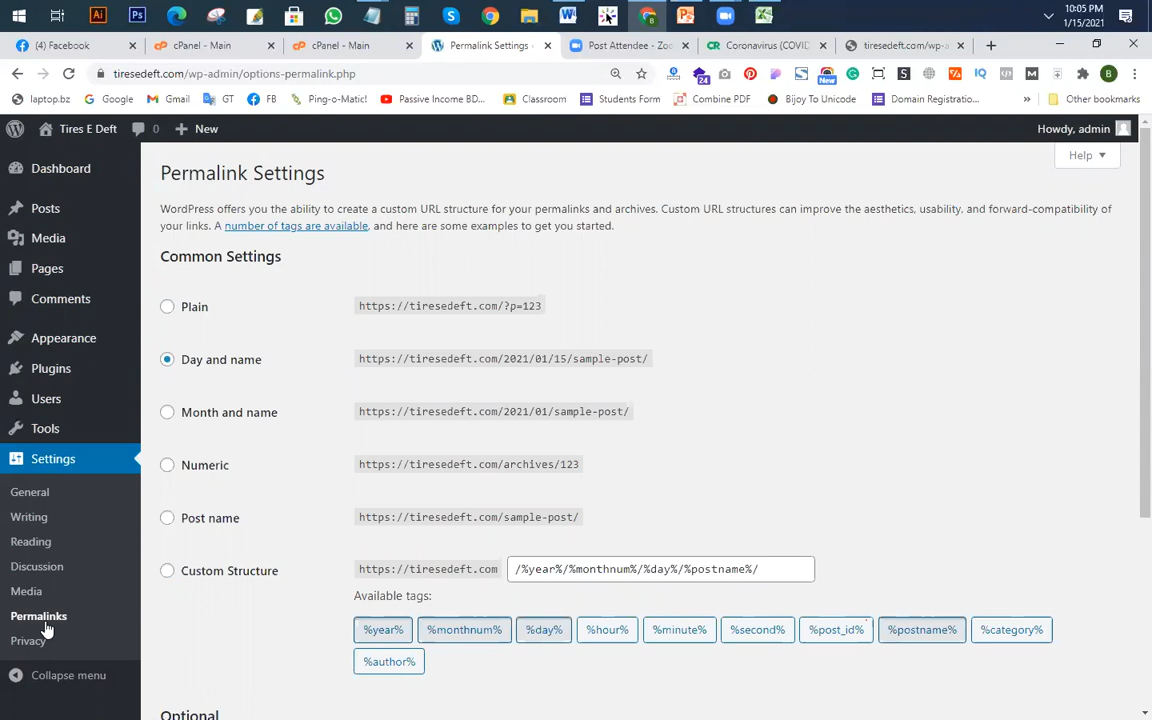 10:05 PM
1/15/2021
(4) Facebook
cPanel - Main
cPanel - Main
Permalink Settings
Post Attendee - Zoo
Coronavirus (COVID
tiresedeft.com/wp-a
tiresedeft.com/wp-admin/options-permalink.php
laptop.bz
Google
Gmail
GT
FB
Ping-o-Matic!
Passive Income BD...
Classroom
Students Form
Combine PDF
Bijoy To Unicode
Domain Registratio...
Other bookmarks
Tires E Deft
0
New
Howdy, admin
Help
Dashboard
Posts
Media
Pages
Comments
Appearance
Plugins
Users
Tools
Settings
General
Writing
Reading
Discussion
Media
Permalinks
Privacy
Collapse menu
Permalink Settings
WordPress offers you the ability to create a custom URL structure for your permalinks and archives. Custom URL structures can improve the aesthetics, usability, and forward-compatibility of
your links. A number of tags are available, and here are some examples to get you started.
Common Settings
Plain https://tiresedeft.com/?p=123
Day and name https://tiresedeft.com/2021/01/15/sample-post/
Month and name https://tiresedeft.com/2021/01/sample-post/
Numeric https://tiresedeft.com/archives/123
Post name https://tiresedeft.com/sample-post/
Custom Structure https://tiresedeft.com /%year%/%monthnum%/%day%/%postname%/
Available tags:
%year% %monthnum% %day% %hour% %minute% %second% %post_id% %postname% %category%
%author%
Optional